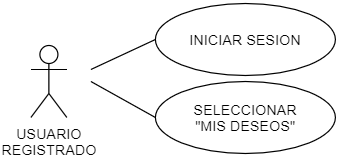 INICIAR SESION
SELECCIONAR
"MIS DESEOS"
USUARIO
REGISTRADO